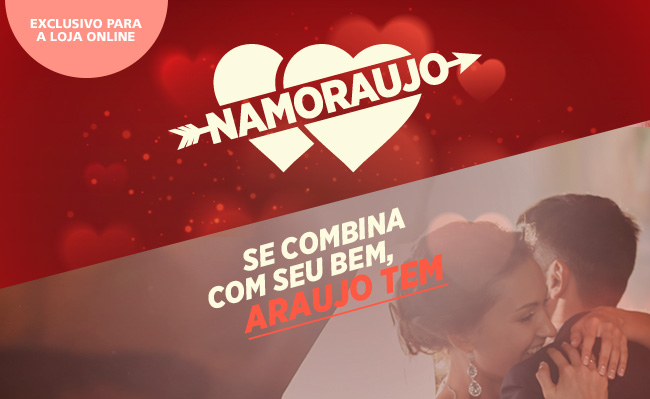 EXCLUSIVO PARA
A LOJA ONLINE
NAMORAUJO
SE COMBINA
COM SEU BEM,
ARAUJO TEM